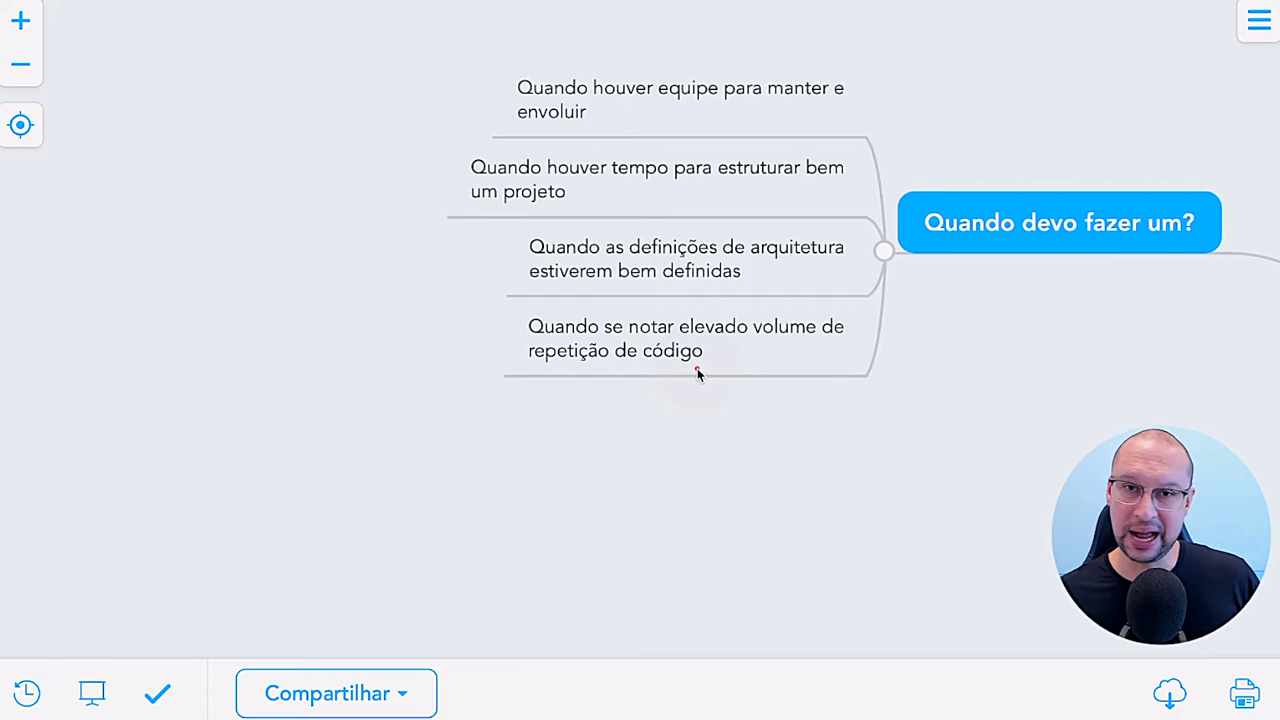 Quando houver equipe para manter e
envoluir
Quando houver tempo para estruturar bem
um projeto
Quando devo fazer um?
Quando as definições de arquitetura
estiverem bem definidas
Quando se notar elevado volume de
repetição de código
Compartilhar